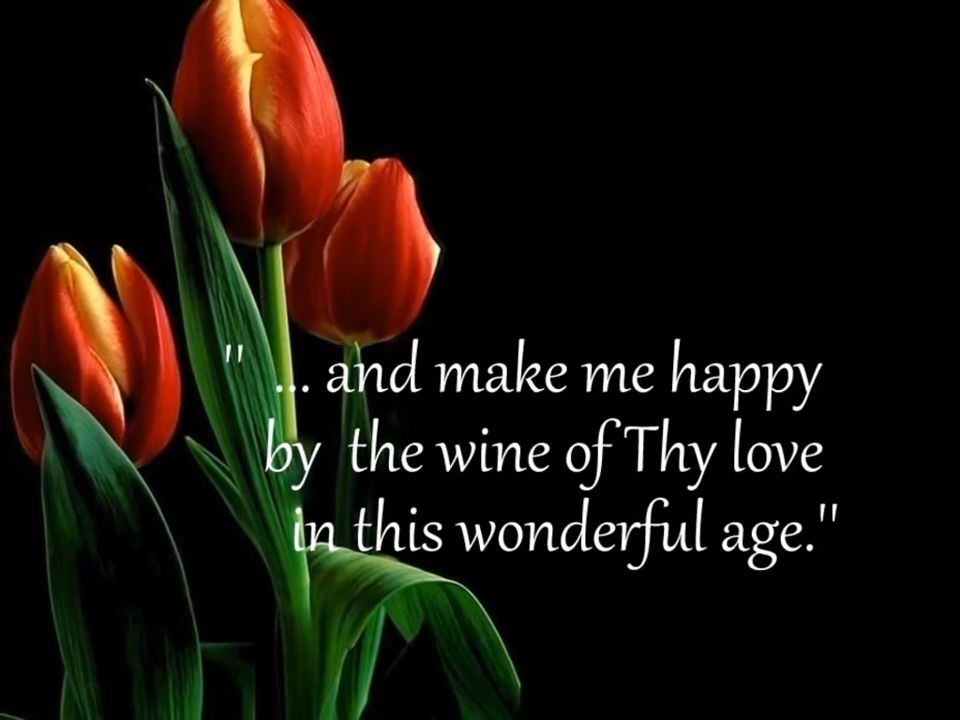 " ... and make me happy
by the wine of Thy love
in this wonderful age."